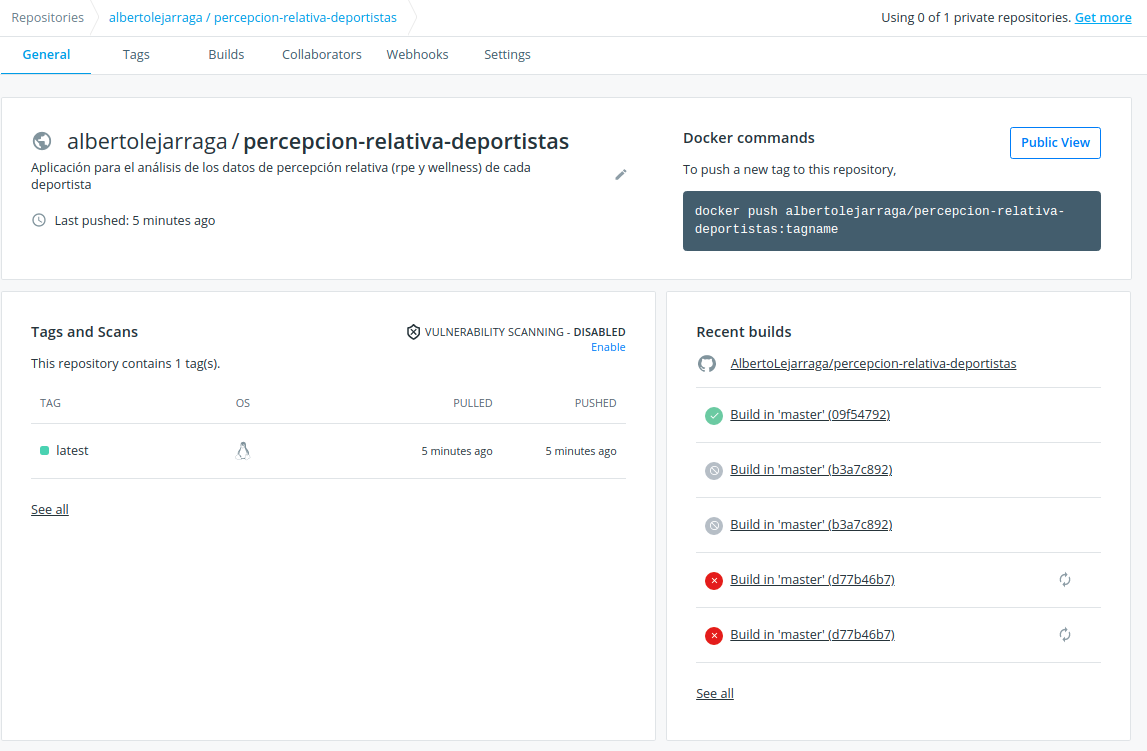 Repositories albertolejarraga / percepcion-relativa-deportistas Using 0 of 1 private repositories. Get more
General Tags Builds Collaborators Webhooks Settings
albertolejarraga / percepcion-relativa-deportistas
Aplicación para el análisis de los datos de percepción relativa (rpe y wellness) de cada
deportista
Last pushed: 5 minutes ago
Docker commands
Public View
To push a new tag to this repository,
docker push albertolejarraga/percepcion-relativa-
deportistas:tagname
Tags and Scans
VULNERABILITY SCANNING - DISABLED
Enable
This repository contains 1 tag(s).
TAG OS PULLED PUSHED
latest 5 minutes ago 5 minutes ago
See all
Recent builds
AlbertoLejarraga/percepcion-relativa-deportistas
Build in 'master' (09f54792)
Build in 'master' (b3a7c892)
Build in 'master' (b3a7c892)
Build in 'master' (d77b46b7)
Build in 'master' (d77b46b7)
See all